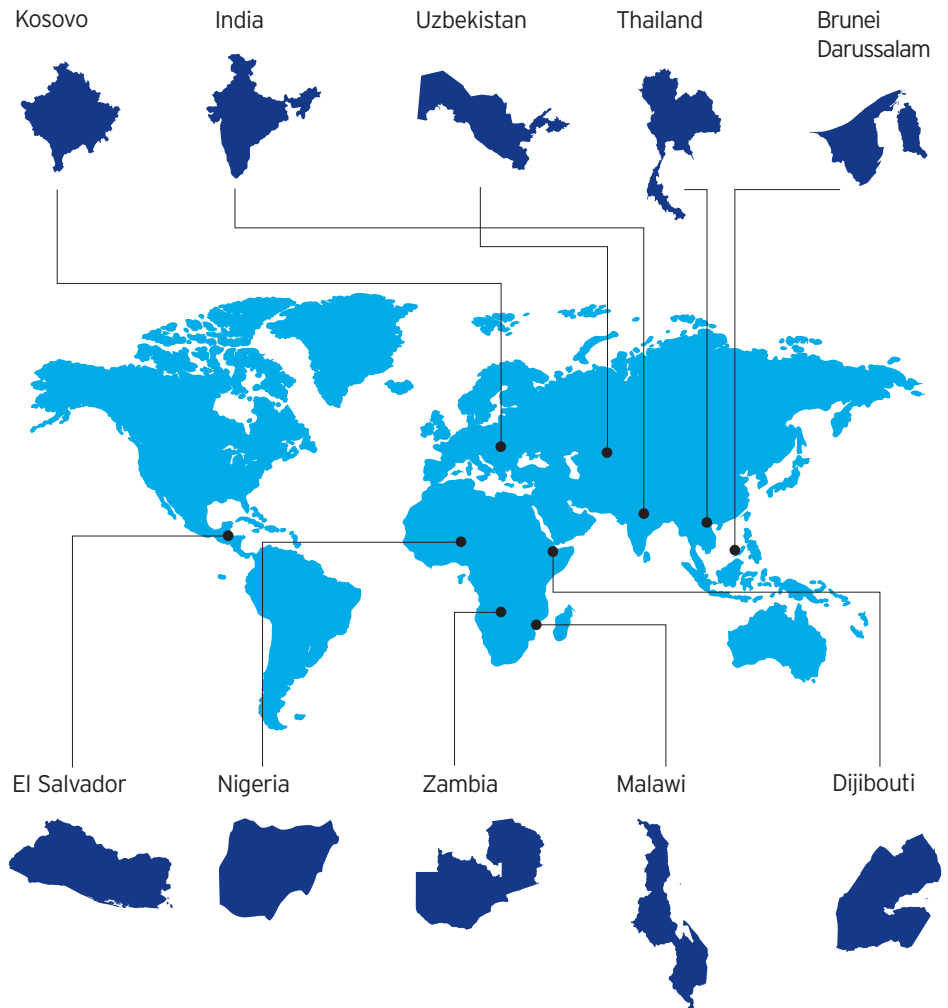 Kosovo
India
Uzbekistan
Thailand
Brunei
Darussalam
El Salvador
Nigeria
Zambia
Malawi
Dijibouti